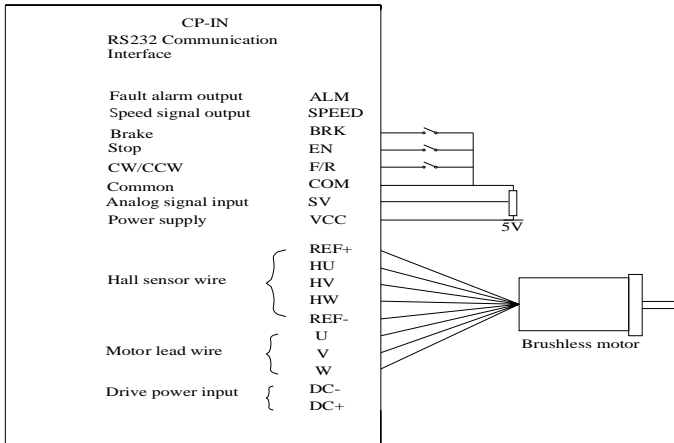 CP-IN
RS232 Communication
Interface
Fault alarm output ALM
Speed signal output SPEED
Brake BRK
Stop EN
CW/CCW F/R
Common COM
Analog signal input SV
Power supply VCC
5V
REF+
HU
Hall sensor wire HV
HW
REF-
U
Motor lead wire V
W
Brushless motor
Drive power input DC-
DC+